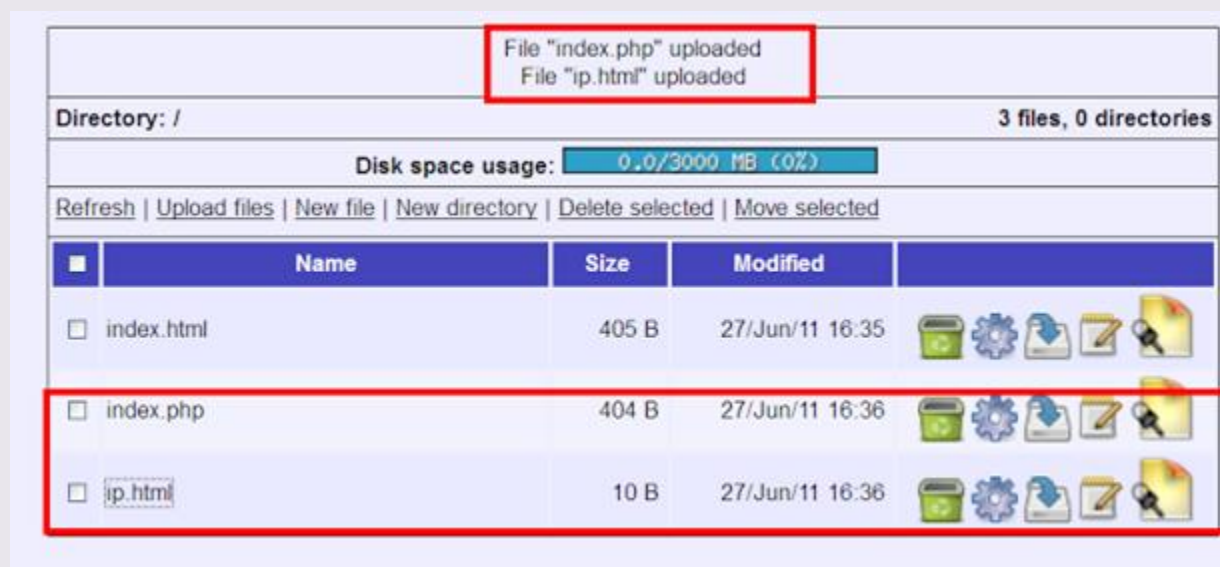 File "index.php" uploaded
File "ip.html" uploaded
Directory: / 3 files, 0 directories
Disk space usage: 0.0/3000 MB (0%)
Refresh | Upload files | New file | New directory | Delete selected | Move selected
Name Size Modified
index.html 405 B 27/Jun/11 16:35
index.php 404 B 27/Jun/11 16:36
ip.html 10 B 27/Jun/11 16:36